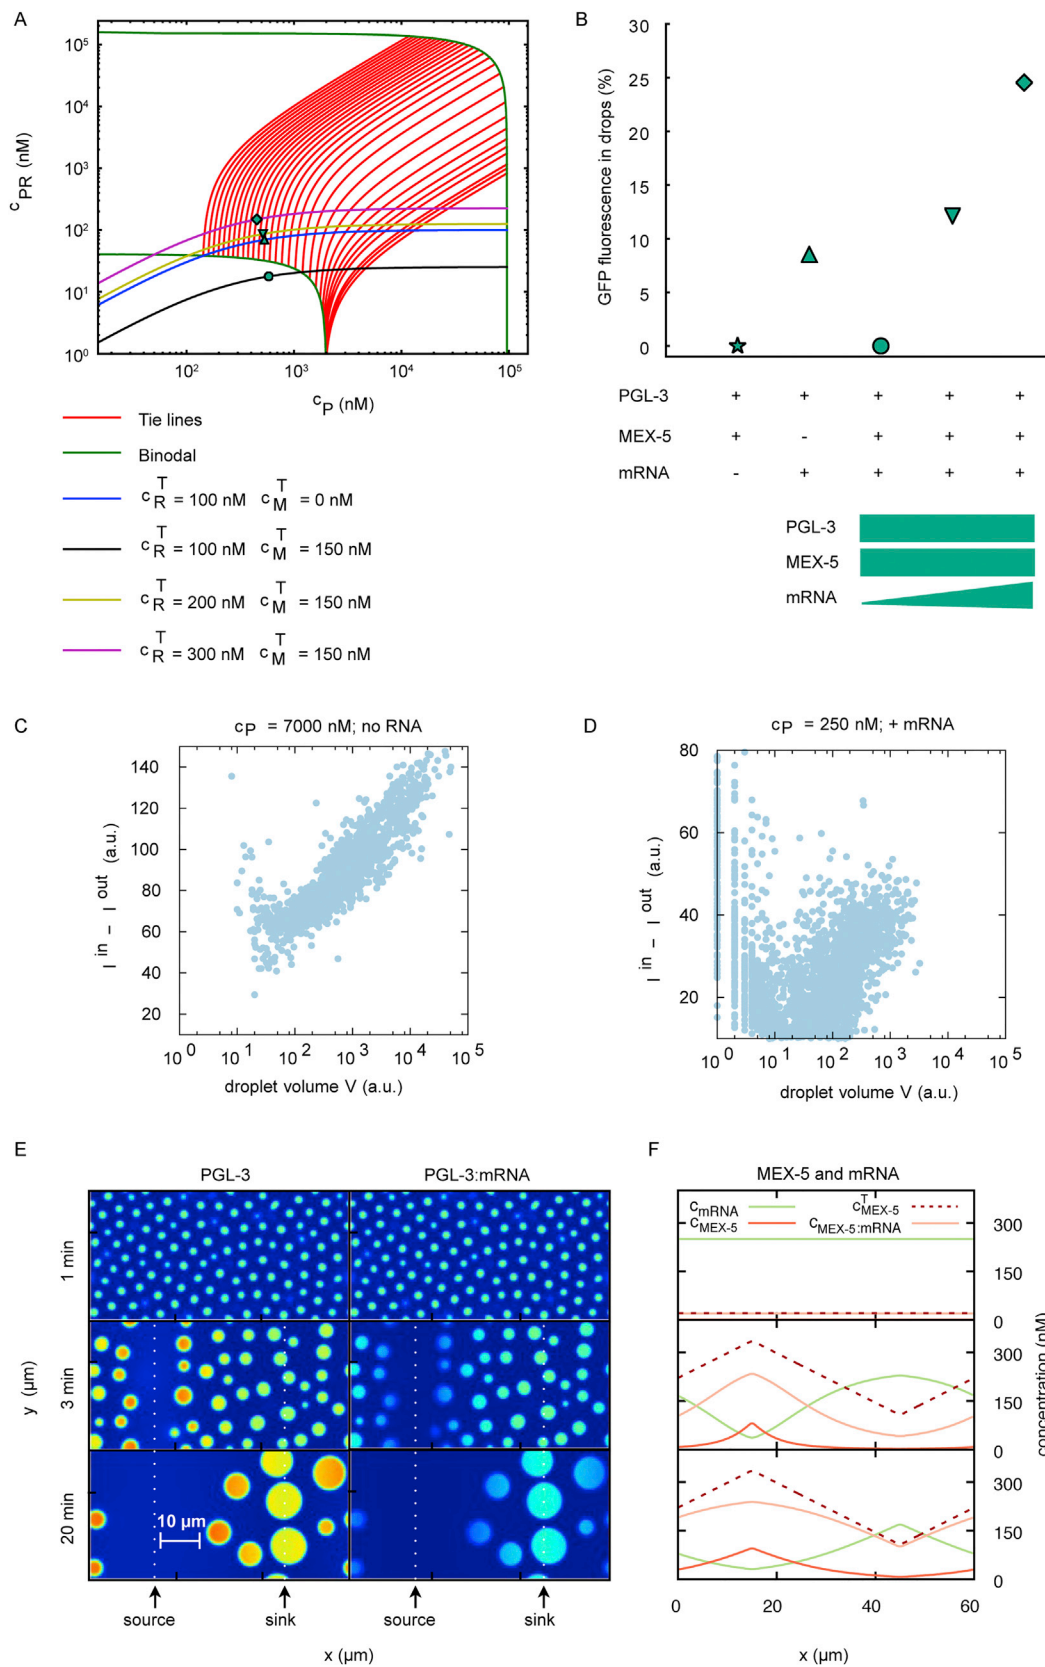 A
c_PR (nM)
10^5
10^4
10^3
10^2
10^1
10^0
10^2 10^3 10^4 10^5
c_P (nM)
Tie lines
Binodal
c_R^T = 100 nM c_M^T = 0 nM
c_R^T = 100 nM c_M^T = 150 nM
c_R^T = 200 nM c_M^T = 150 nM
c_R^T = 300 nM c_M^T = 150 nM
B
GFP fluorescence in drops (%)
30
25
20
15
10
5
0
PGL-3 + + + + +
MEX-5 + - + + +
mRNA - + + + +
PGL-3
MEX-5
mRNA
C
c_P = 7000 nM; no RNA
I^in – I^out (a.u.)
140
120
100
80
60
40
20
10^0 10^1 10^2 10^3 10^4 10^5
droplet volume V (a.u.)
D
c_P = 250 nM; + mRNA
I^in – I^out (a.u.)
80
60
40
20
10^0 10^1 10^2 10^3 10^4 10^5
droplet volume V (a.u.)
E
PGL-3 PGL-3:mRNA
1 min
3 min
20 min
y (µm)
10 µm
source sink source sink
x (µm)
F
MEX-5 and mRNA
c_mRNA c^T_MEX-5
c_MEX-5 c_MEX-5:mRNA
300
150
0
300
150
0
300
150
0
concentration (nM)
0 20 40 60
x (µm)